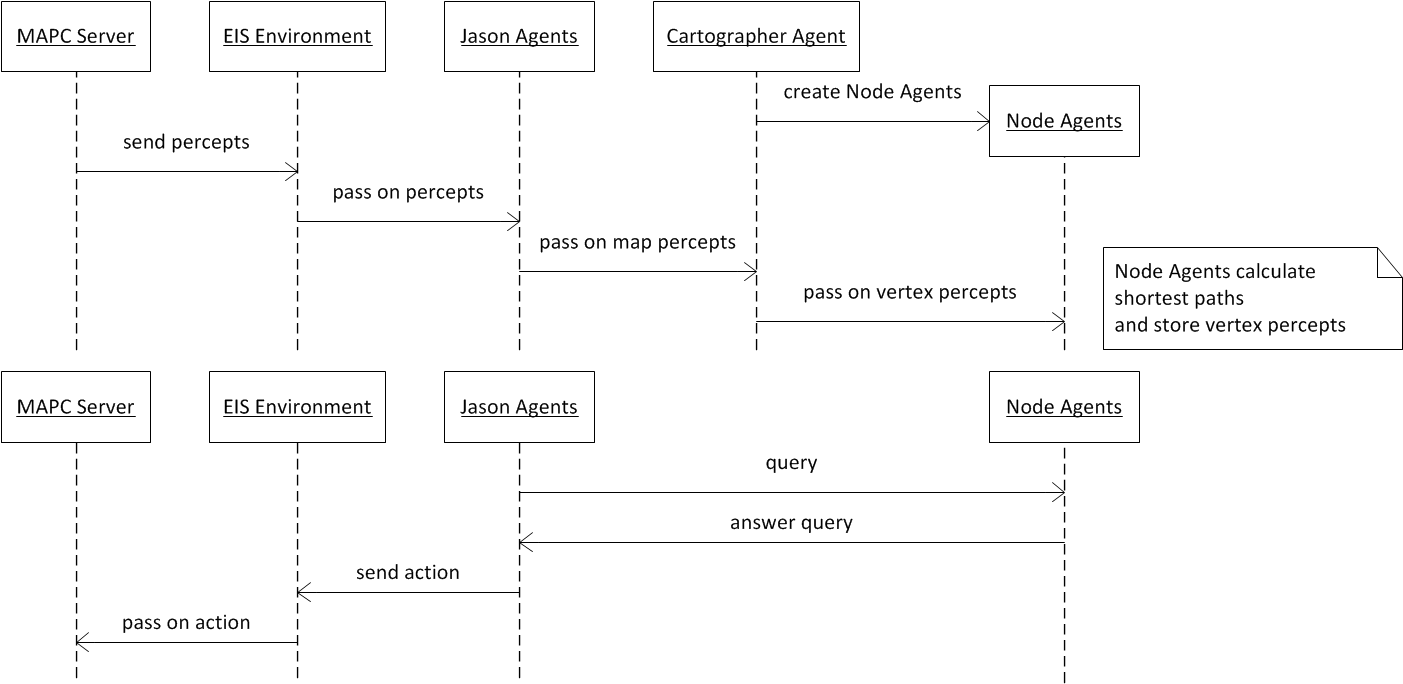 MAPC Server
EIS Environment
Jason Agents
Cartographer Agent
create Node Agents
Node Agents
send percepts
pass on percepts
pass on map percepts
pass on vertex percepts
Node Agents calculate
shortest paths
and store vertex percepts
MAPC Server
EIS Environment
Jason Agents
Node Agents
query
answer query
send action
pass on action